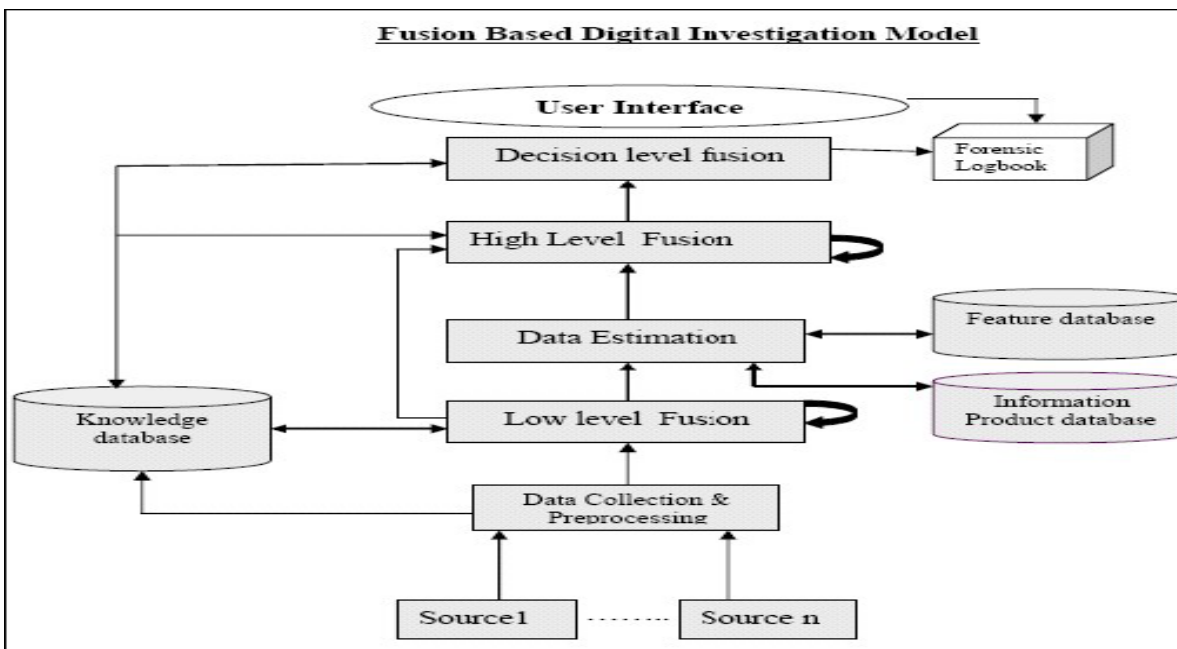 Fusion Based Digital Investigation Model
User Interface
Decision level fusion
Forensic
Logbook
High Level Fusion
Data Estimation
Feature database
Information
Product database
Knowledge
database
Low level Fusion
Data Collection &
Preprocessing
Source1 ........ Source n